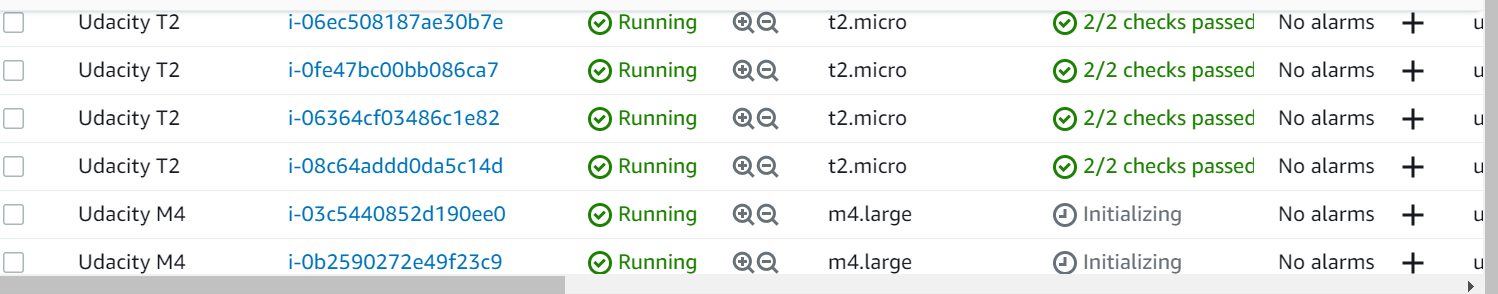 Udacity T2 i-06ec508187ae30b7e Running t2.micro 2/2 checks passed No alarms + u
Udacity T2 i-0fe47bc00bb086ca7 Running t2.micro 2/2 checks passed No alarms + u
Udacity T2 i-06364cf03486c1e82 Running t2.micro 2/2 checks passed No alarms + u
Udacity T2 i-08c64addd0da5c14d Running t2.micro 2/2 checks passed No alarms + u
Udacity M4 i-03c5440852d190ee0 Running m4.large Initializing No alarms + u
Udacity M4 i-0b2590272e49f23c9 Running m4.large Initializing No alarms + u